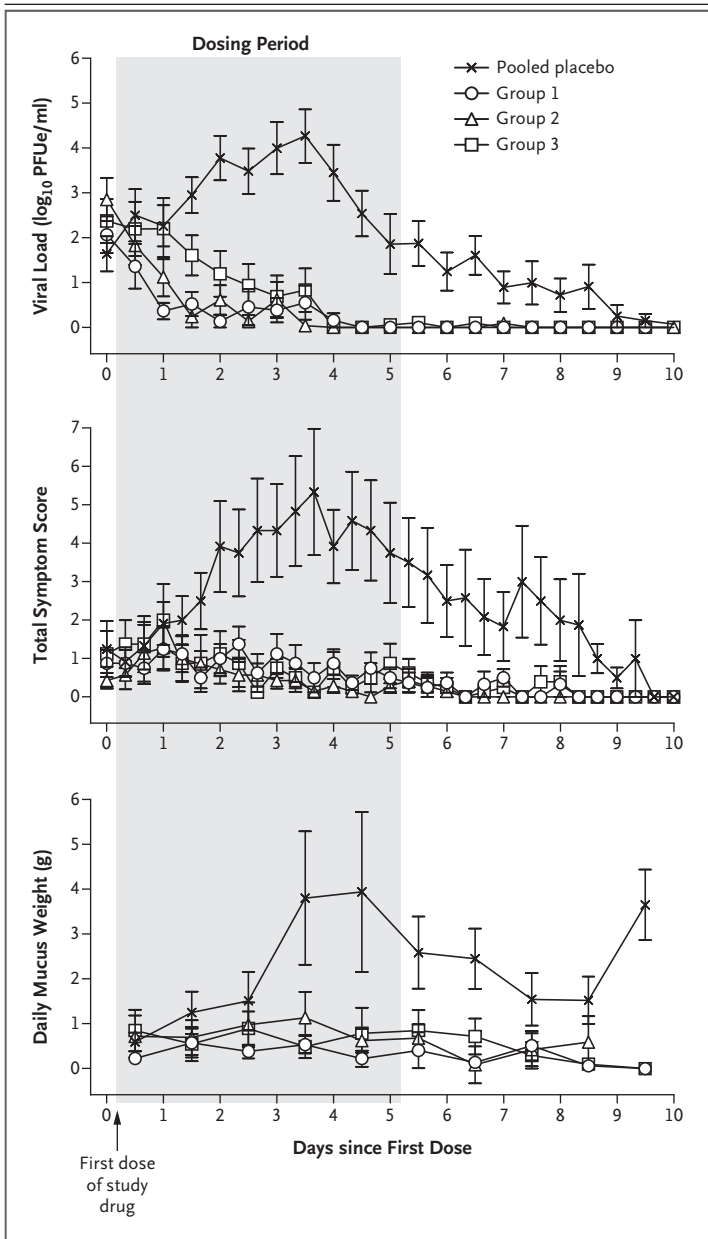 Dosing Period
6
5
4
3
2
1
0
Viral Load (log10 PFUe/ml)
Pooled placebo
Group 1
Group 2
Group 3
0 1 2 3 4 5 6 7 8 9 10
7
6
5
4
3
2
1
0
Total Symptom Score
0 1 2 3 4 5 6 7 8 9 10
6
5
4
3
2
1
0
Daily Mucus Weight (g)
0 1 2 3 4 5 6 7 8 9 10
Days since First Dose
First dose
of study
drug